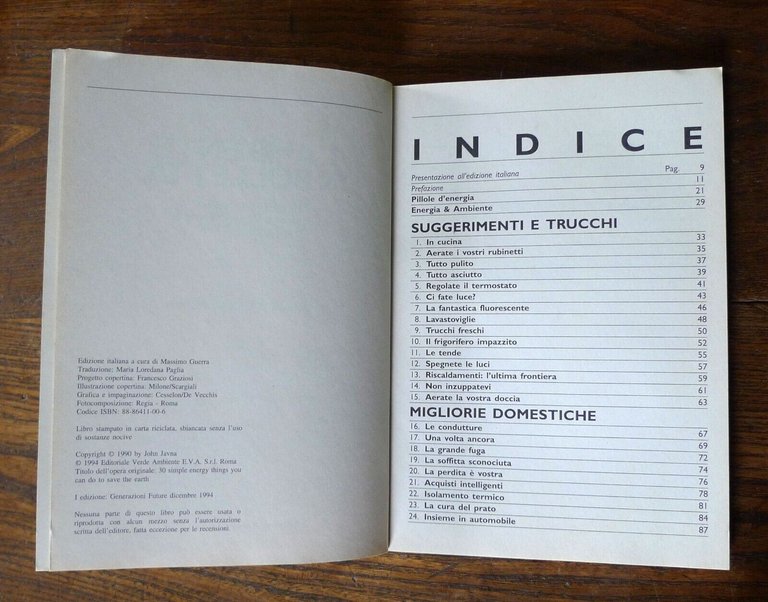 Edizione italiana a cura di Massimo Guerra
Traduzione: Maria Loredana Paglia
Progetto copertina: Francesco Graziosi
Illustrazione copertina: Milone/Scargiali
Grafica e impaginazione: Cesselon/De Vecchis
Fotocomposizione: Regia - Roma
Codice ISBN: 88-86411-00-6
Libro stampato in carta riciclata, sbiancata senza l'uso
di sostanze nocive
Copyright © 1990 by John Javna
© 1994 Editoriale Verde Ambiente E.V.A. S.r.l. Roma
Titolo dell'opera originale: 30 simple energy things you
can do to save the earth
I edizione: Generazioni Future dicembre 1994
Nessuna parte di questo libro può essere usata o
riprodotta con alcun mezzo senza l'autorizzazione
scritta dell'editore, fatta eccezione per le recensioni.
INDICE
Presentazione all'edizione italiana Pag. 9
Prefazione 11
Pillole d'energia 21
Energia & Ambiente 29
SUGGERIMENTI E TRUCCHI
1. In cucina 33
2. Aerate i vostri rubinetti 35
3. Tutto pulito 37
4. Tutto asciutto 39
5. Regolate il termostato 41
6. Ci fate luce? 43
7. La fantastica fluorescente 46
8. Lavastoviglie 48
9. Trucchi freschi 50
10. Il frigorifero impazzito 52
11. Le tende 55
12. Spegnete le luci 57
13. Riscaldamenti: l'ultima frontiera 59
14. Non inzuppatevi 61
15. Aerate la vostra doccia 63
MIGLIORIE DOMESTICHE
16. Le condutture 67
17. Una volta ancora 69
18. La grande fuga 72
19. La soffitta sconociuta 74
20. La perdita è vostra 76
21. Acquisti intelligenti 78
22. Isolamento termico 81
23. La cura del prato 84
24. Insieme in automobile 87